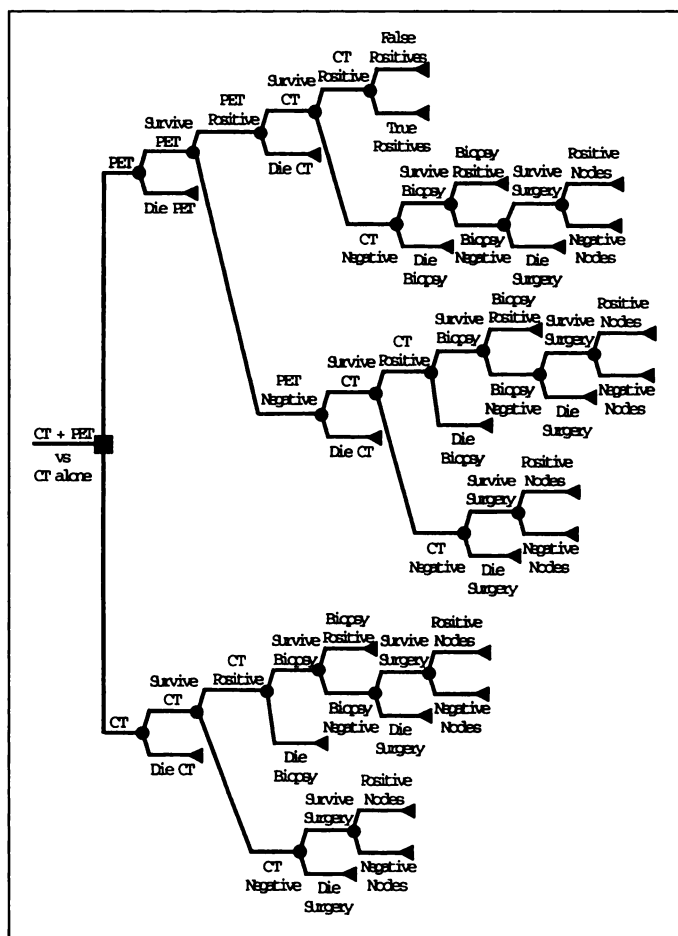 False
Positives
CT
Positive
Survive
CT
PET
Positive
Survive
PET
PET
Die PET
Die CT
True
Positives
CT
Negative
Survive
Biopsy
Die
Biopsy
Biopsy
Positive
Biopsy
Negative
Survive
Surgery
Die
Surgery
Positive
Nodes
Negative
Nodes
PET
Negative
Survive
CT
Die CT
CT
Positive
Survive
Biopsy
Die
Biopsy
Biopsy
Positive
Biopsy
Negative
Survive
Surgery
Die
Surgery
Positive
Nodes
Negative
Nodes
CT
Negative
Survive
Surgery
Die
Surgery
Positive
Nodes
Negative
Nodes
CT + PET
vs
CT alone
CT
Survive
CT
Die CT
CT
Positive
Survive
Biopsy
Die
Biopsy
Biopsy
Positive
Biopsy
Negative
Survive
Surgery
Die
Surgery
Positive
Nodes
Negative
Nodes
CT
Negative
Survive
Surgery
Die
Surgery
Positive
Nodes
Negative
Nodes